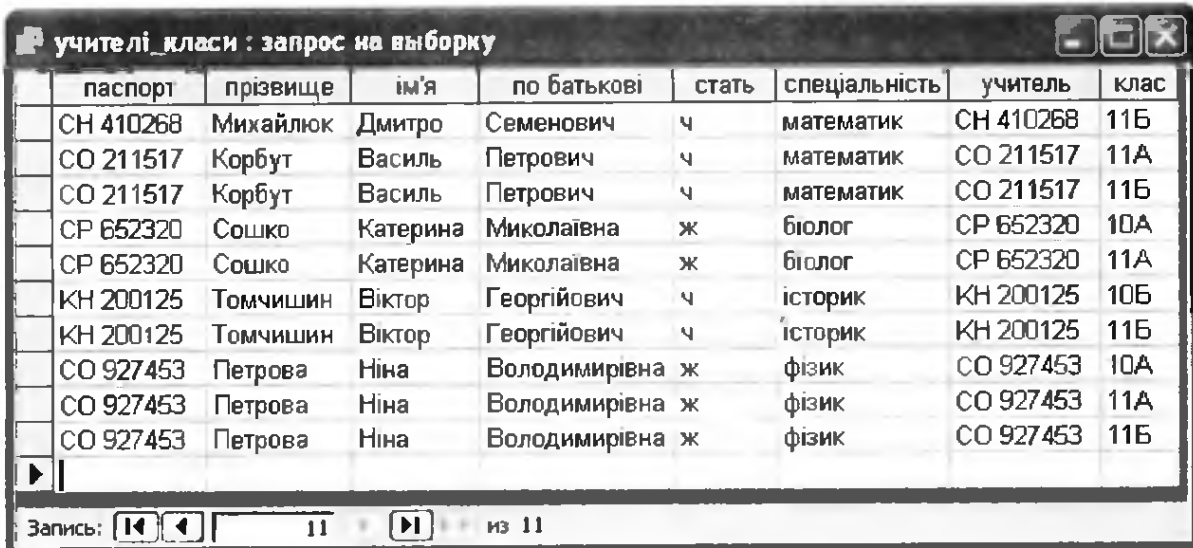 учителі_класи : запрос на выборку
паспорт прізвище ім'я по батькові стать спеціальність учитель клас
СН 410268 Михайлюк Дмитро Семенович ч математик СН 410268 11Б
СО 211517 Корбут Василь Петрович ч математик СО 211517 11А
СО 211517 Корбут Василь Петрович ч математик СО 211517 11Б
СР 652320 Сошко Катерина Миколаївна ж біолог СР 652320 10А
СР 652320 Сошко Катерина Миколаївна ж біолог СР 652320 11А
КН 200125 Томчишин Віктор Георгійович ч історик КН 200125 10Б
КН 200125 Томчишин Віктор Георгійович ч історик КН 200125 11Б
СО 927453 Петрова Ніна Володимирівна ж фізик СО 927453 10А
СО 927453 Петрова Ніна Володимирівна ж фізик СО 927453 11А
СО 927453 Петрова Ніна Володимирівна ж фізик СО 927453 11Б
Запись: 11 из 11